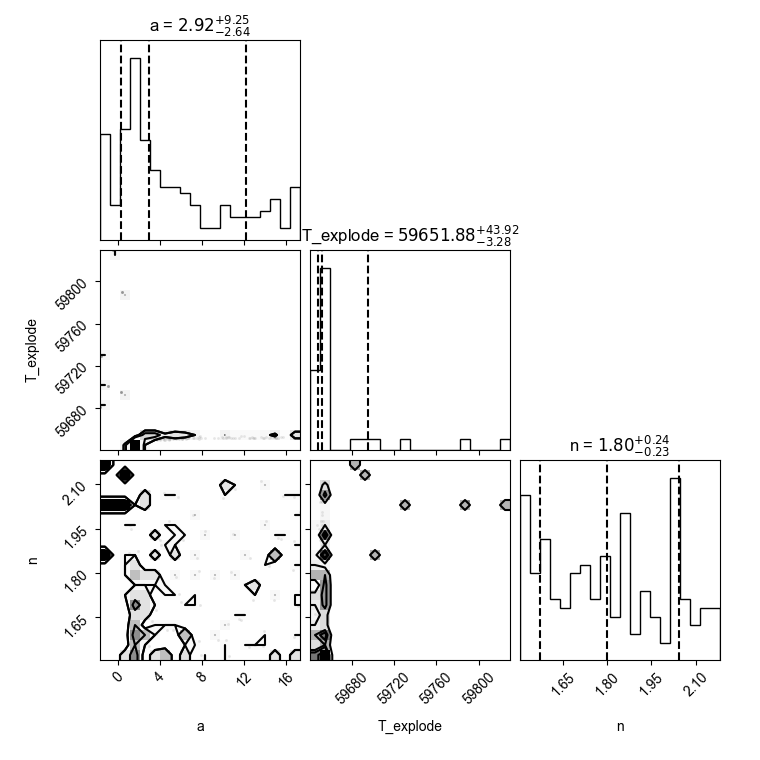 a = 2.92+9.25−2.64
T_explode = 59651.88+43.92−3.28
T_explode
59800
59760
59720
59680
n = 1.80+0.24−0.23
n
2.10
1.95
1.80
1.65
0 4 8 12 16
59680 59720 59760 59800
1.65 1.80 1.95 2.10
a T_explode n